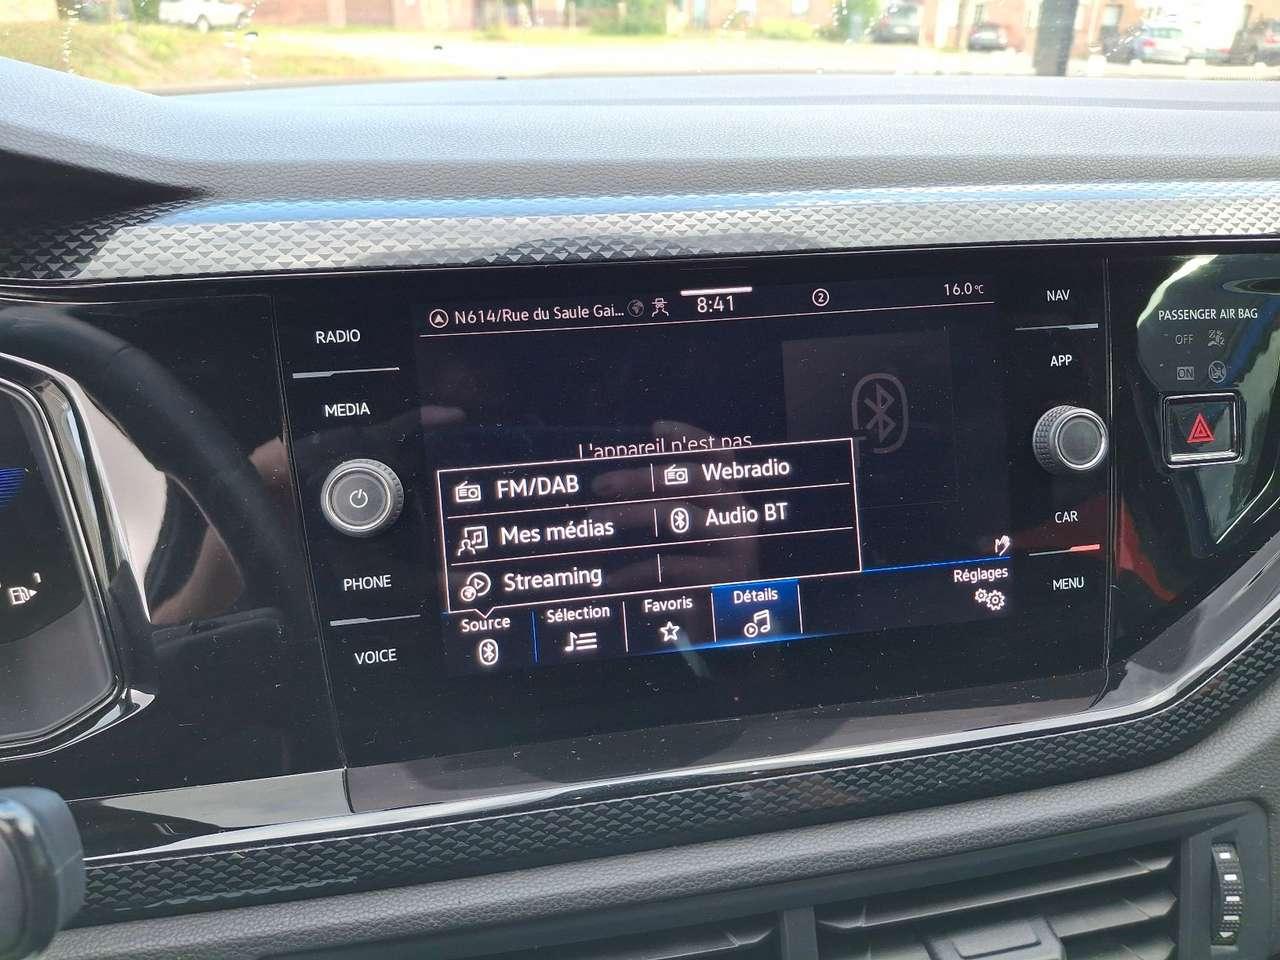 N614/Rue du Saule Gai...
8:41
2
16.0°C
L'appareil n'est pas
FM/DAB
Webradio
Mes médias
Audio BT
Streaming
Source
Sélection
Favoris
Détails
Réglages
RADIO
MEDIA
PHONE
VOICE
NAV
APP
CAR
MENU
PASSENGER AIR BAG
OFF
ON